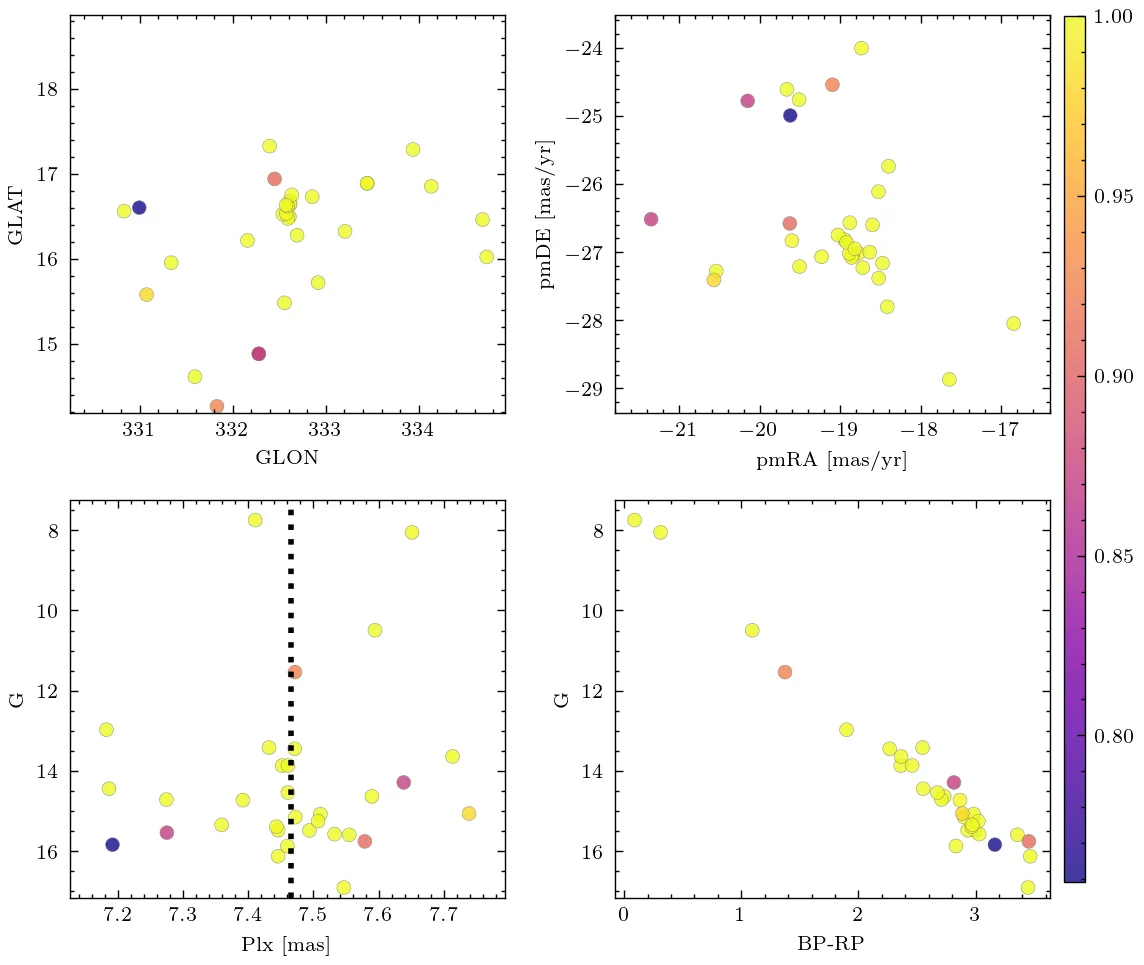 18
17
16
15
GLAT
331 332 333 334
GLON
−24
−25
−26
−27
−28
−29
pmDE [mas/yr]
−21 −20 −19 −18 −17
pmRA [mas/yr]
1.00
0.95
0.90
0.85
0.80
8
10
12
14
16
G
7.2 7.3 7.4 7.5 7.6 7.7
Plx [mas]
8
10
12
14
16
G
0 1 2 3
BP-RP